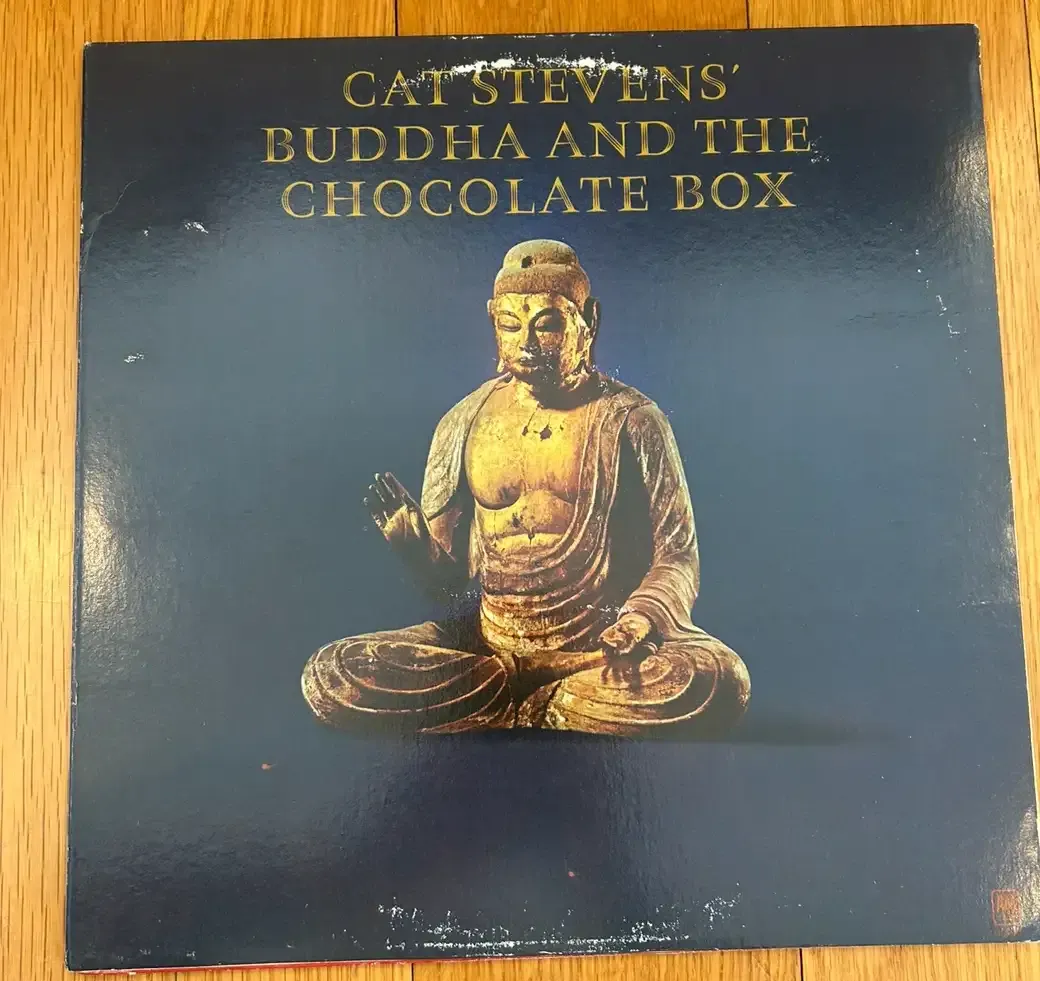 CAT STEVENS'
BUDDHA AND THE
CHOCOLATE BOX